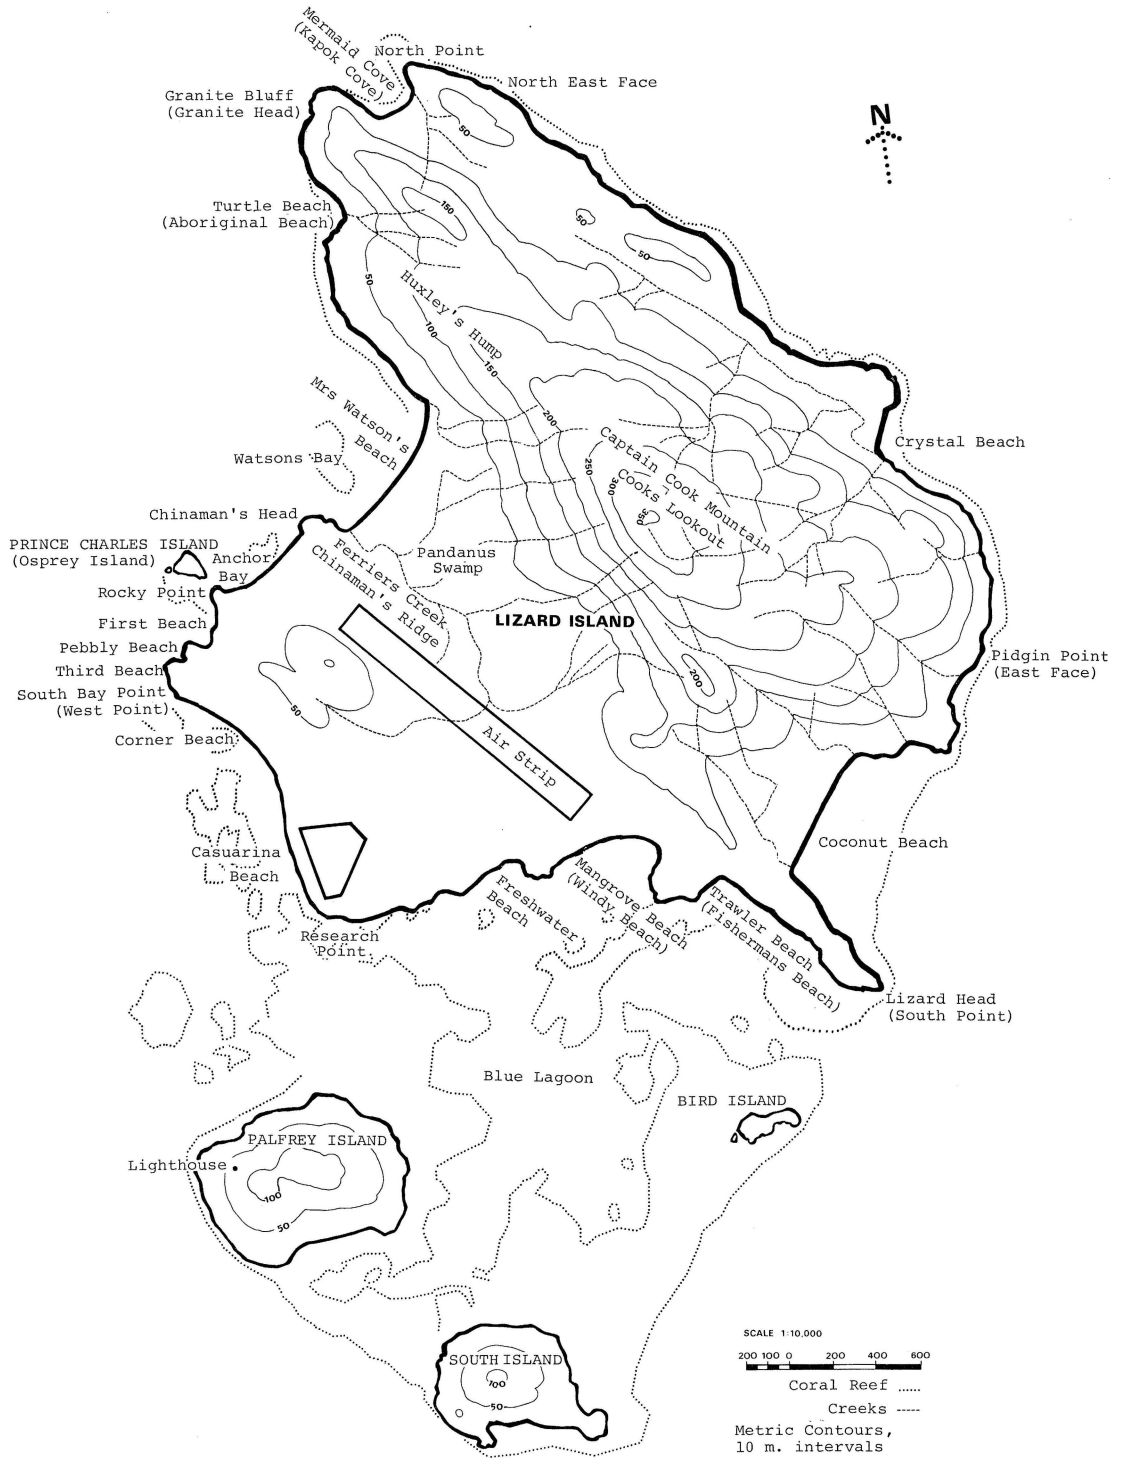 Mermaid Cove
(Kapok Cove)
North Point
North East Face
Granite Bluff
(Granite Head)
N
50
Turtle Beach
(Aboriginal Beach)
150
50
50
50
Huxley's Hump
100
150
Mrs Watson's
Beach
200
Watsons Bay
Captain Cook Mountain
Cooks Lookout
250
300
350
Crystal Beach
Chinaman's Head
PRINCE CHARLES ISLAND
(Osprey Island)
Anchor
Bay
Ferriers Creek
Chinaman's Ridge
Pandanus
Swamp
Rocky Point
First Beach
LIZARD ISLAND
Pebbly Beach
Third Beach
Pidgin Point
(East Face)
200
South Bay Point
(West Point)
50
Corner Beach
Air Strip
Casuarina
Beach
Coconut Beach
Freshwater
Beach
Mangrove Beach
(Windy Beach)
Trawler Beach
(Fishermans Beach)
Research
Point
Lizard Head
(South Point)
Blue Lagoon
BIRD ISLAND
PALFREY ISLAND
Lighthouse
100
50
SOUTH ISLAND
100
50
SCALE 1:10,000
200 100 0 200 400 600
Coral Reef ......
Creeks -----
Metric Contours,
10 m. intervals